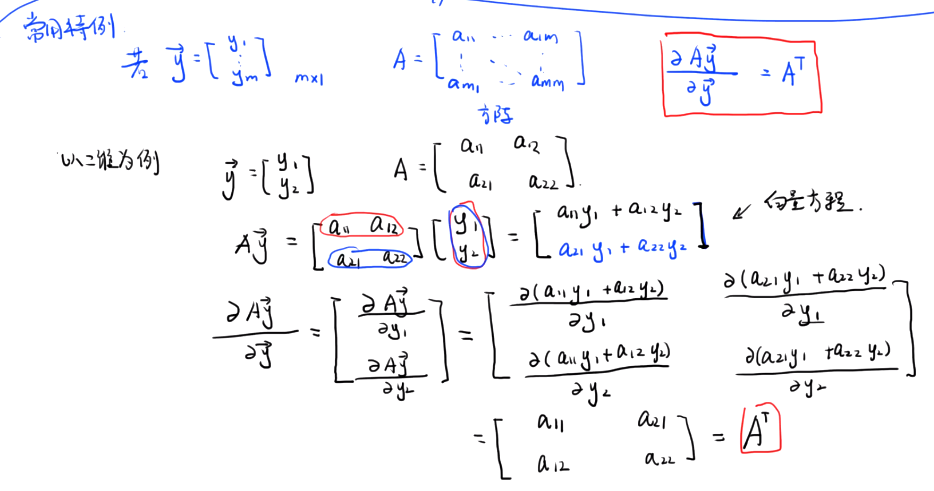 常用特例
若 $\vec{y} = \begin{bmatrix} y_1 \\ \vdots \\ y_m \end{bmatrix}$ m×1 $A = \begin{bmatrix} a_{11} & \cdots & a_{1m} \\ \vdots & \ddots & \vdots \\ a_{m1} & \cdots & a_{mm} \end{bmatrix}$ $\frac{\partial A\vec{y}}{\partial \vec{y}} = A^T$
方阵
以二维为例 $\vec{y} = \begin{bmatrix} y_1 \\ y_2 \end{bmatrix}$ $A = \begin{bmatrix} a_{11} & a_{12} \\ a_{21} & a_{22} \end{bmatrix}$.
$A\vec{y} = \begin{bmatrix} a_{11} & a_{12} \\ a_{21} & a_{22} \end{bmatrix} \begin{bmatrix} y_1 \\ y_2 \end{bmatrix} = \begin{bmatrix} a_{11}y_1 + a_{12}y_2 \\ a_{21}y_1 + a_{22}y_2 \end{bmatrix}$ ↙ 向量方程.
$\frac{\partial A\vec{y}}{\partial \vec{y}} = \begin{bmatrix} \frac{\partial A\vec{y}}{\partial y_1} \\ \frac{\partial A\vec{y}}{\partial y_2} \end{bmatrix} = \begin{bmatrix} \frac{\partial (a_{11}y_1 + a_{12}y_2)}{\partial y_1} & \frac{\partial (a_{21}y_1 + a_{22}y_2)}{\partial y_1} \\ \frac{\partial (a_{11}y_1 + a_{12}y_2)}{\partial y_2} & \frac{\partial (a_{21}y_1 + a_{22}y_2)}{\partial y_2} \end{bmatrix}$
$= \begin{bmatrix} a_{11} & a_{21} \\ a_{12} & a_{22} \end{bmatrix} = A^T$